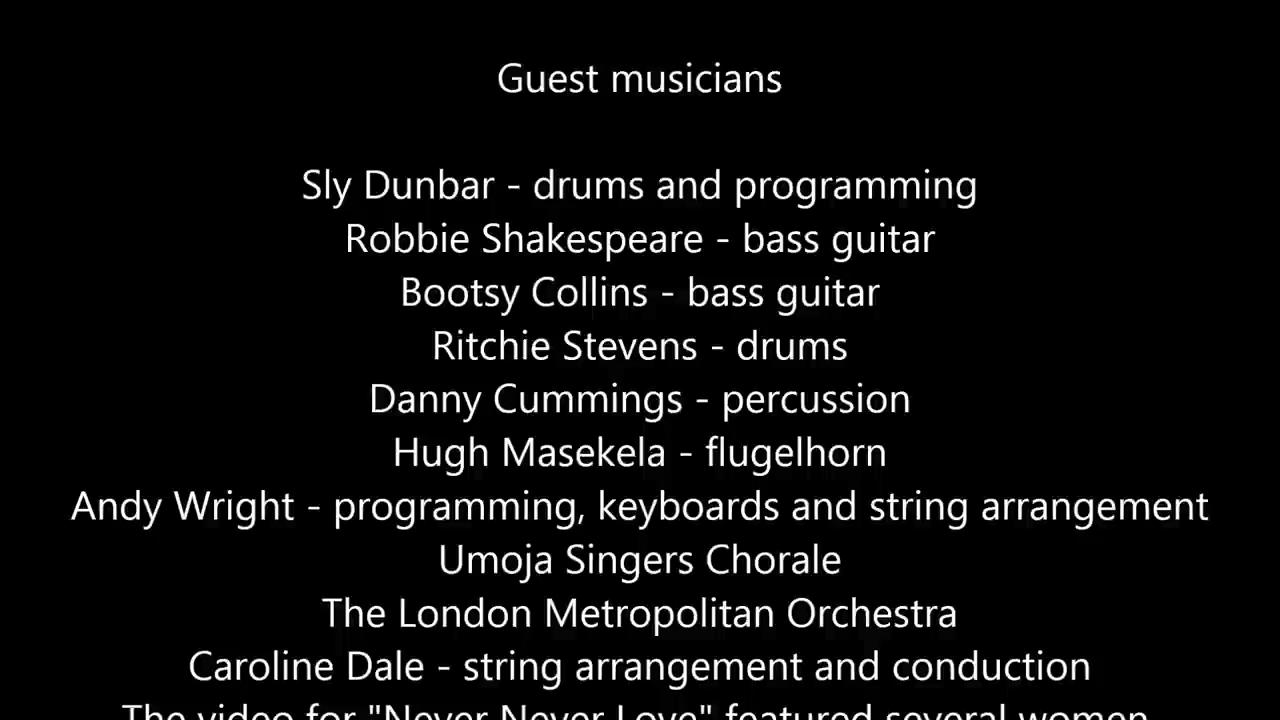 Guest musicians
Sly Dunbar - drums and programming
Robbie Shakespeare - bass guitar
Bootsy Collins - bass guitar
Ritchie Stevens - drums
Danny Cummings - percussion
Hugh Masekela - flugelhorn
Andy Wright - programming, keyboards and string arrangement
Umoja Singers Chorale
The London Metropolitan Orchestra
Caroline Dale - string arrangement and conduction
The video for "Never Never Love" featured several women